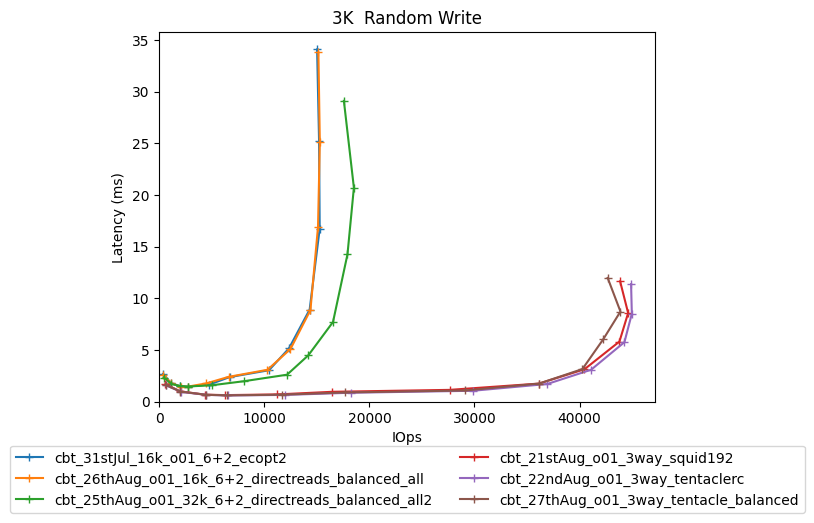 3K  Random Write
Latency (ms)
35
30
25
20
15
10
5
0
0 10000 20000 30000 40000
IOps
cbt_31stJul_16k_o01_6+2_ecopt2
cbt_26thAug_o01_16k_6+2_directreads_balanced_all
cbt_25thAug_o01_32k_6+2_directreads_balanced_all2
cbt_21stAug_o01_3way_squid192
cbt_22ndAug_o01_3way_tentaclerc
cbt_27thAug_o01_3way_tentacle_balanced